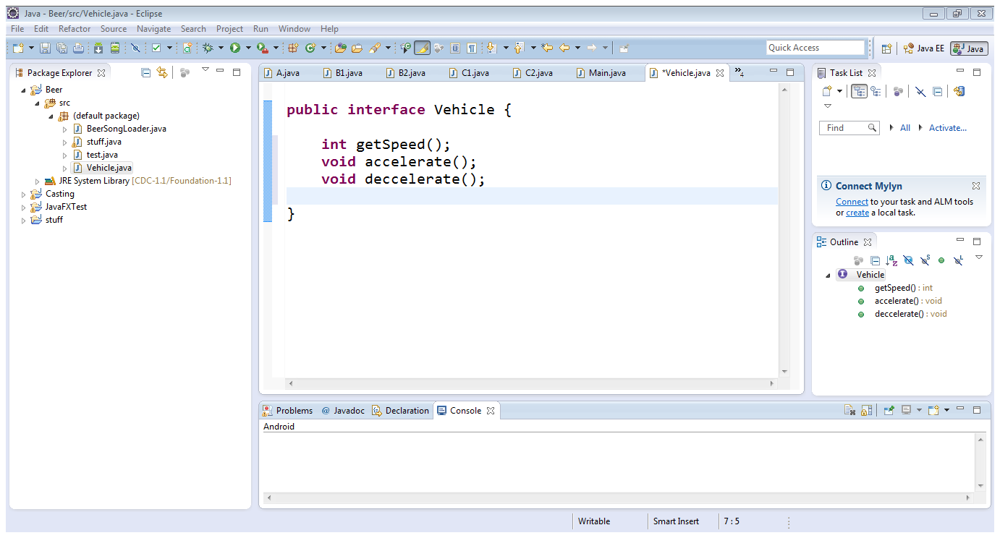 Java - Beer/src/Vehicle.java - Eclipse
File Edit Refactor Source Navigate Search Project Run Window Help
Quick Access
Java EE
Java
Package Explorer
Beer
src
(default package)
BeerSongLoader.java
stuff.java
test.java
Vehicle.java
JRE System Library [CDC-1.1/Foundation-1.1]
Casting
JavaFXTest
stuff
A.java B1.java B2.java C1.java C2.java Main.java *Vehicle.java »4
public interface Vehicle {
int getSpeed();
void accelerate();
void deccelerate();
}
Task List
Find All Activate...
Connect Mylyn
Connect to your task and ALM tools
or create a local task.
Outline
Vehicle
getSpeed() : int
accelerate() : void
deccelerate() : void
Problems @ Javadoc Declaration Console
Android
Writable Smart Insert 7 : 5